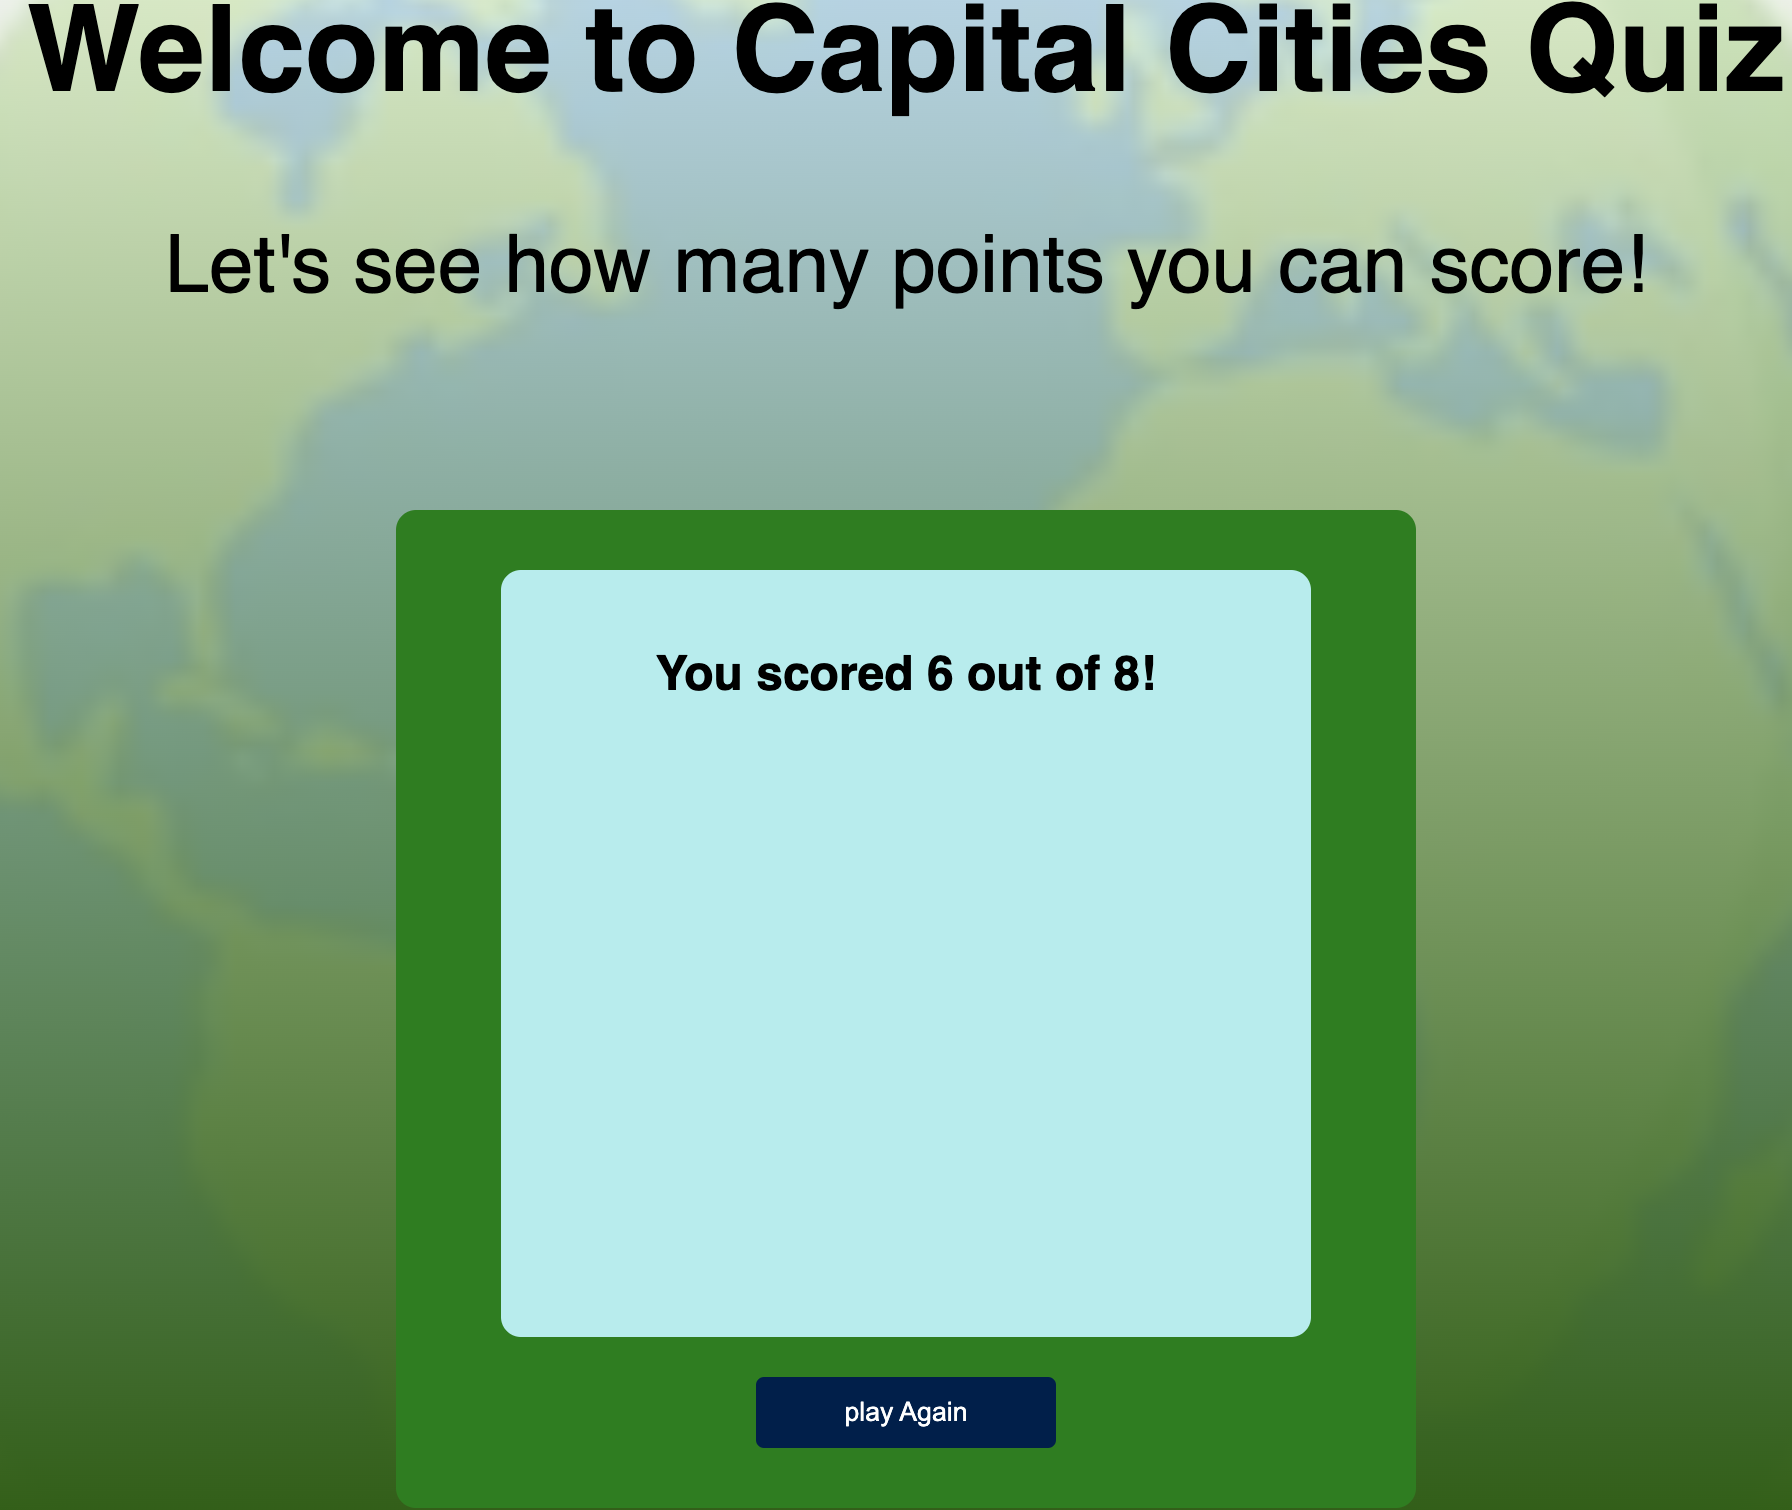 Welcome to Capital Cities Quiz
Let's see how many points you can score!
You scored 6 out of 8!
play Again